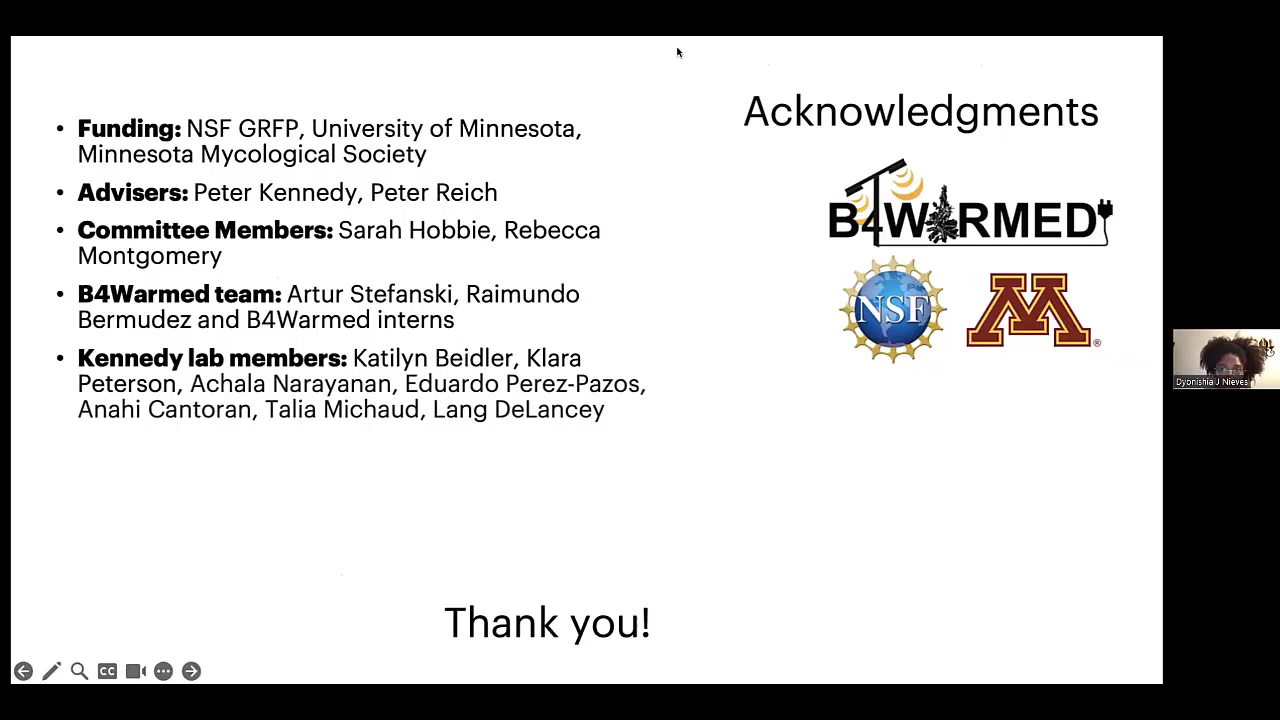 Acknowledgments
• Funding: NSF GRFP, University of Minnesota,
Minnesota Mycological Society
• Advisers: Peter Kennedy, Peter Reich
• Committee Members: Sarah Hobbie, Rebecca
Montgomery
• B4Warmed team: Artur Stefanski, Raimundo
Bermudez and B4Warmed interns
• Kennedy lab members: Katilyn Beidler, Klara
Peterson, Achala Narayanan, Eduardo Perez-Pazos,
Anahi Cantoran, Talia Michaud, Lang DeLancey
B4WARMED
NSF
M ®
Dyonishia J Nieves
Thank you!
CC